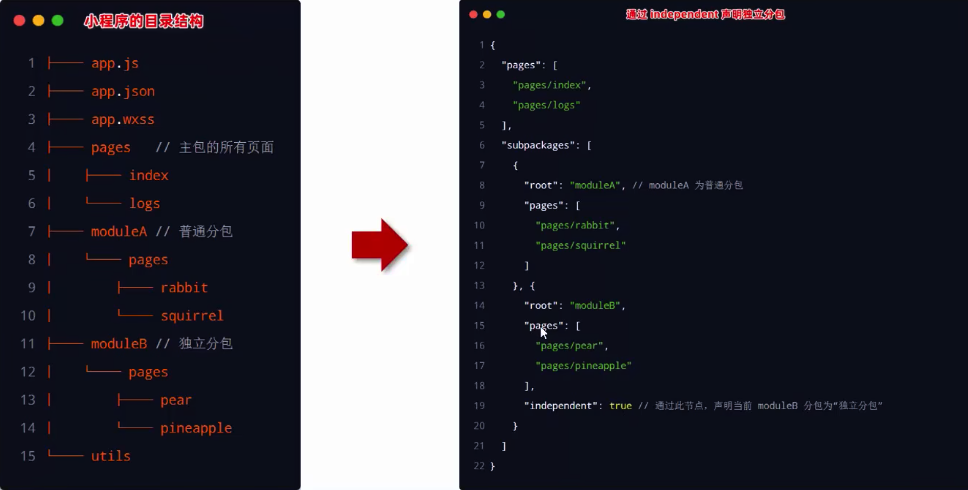 小程序的目录结构
1 ├── app.js
2 ├── app.json
3 ├── app.wxss
4 ├── pages // 主包的所有页面
5 │ ├── index
6 │ └── logs
7 ├── moduleA // 普通分包
8 │ └── pages
9 │ ├── rabbit
10 │ └── squirrel
11 ├── moduleB // 独立分包
12 │ └── pages
13 │ ├── pear
14 │ └── pineapple
15 └── utils
通过 independent 声明独立分包
1 {
2 "pages": [
3 "pages/index",
4 "pages/logs"
5 ],
6 "subpackages": [
7 {
8 "root": "moduleA", // moduleA 为普通分包
9 "pages": [
10 "pages/rabbit",
11 "pages/squirrel"
12 ]
13 }, {
14 "root": "moduleB",
15 "pages": [
16 "pages/pear",
17 "pages/pineapple"
18 ],
19 "independent": true // 通过此节点，声明当前 moduleB 分包为“独立分包”
20 }
21 ]
22 }